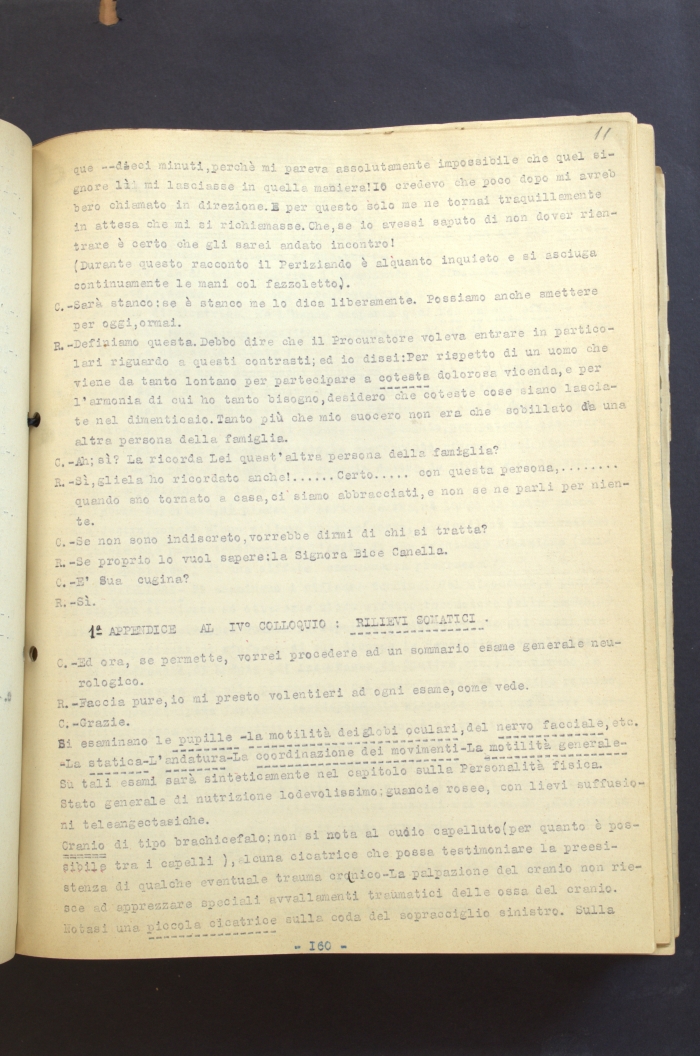 11
que --dieci minuti,perchè mi pareva assolutamente impossibile che quel si-
gnore lì mi lasciasse in quella maniera!Io credevo che poco dopo mi avreb
bero chiamato in direzione.E per questo solo me ne tornai traquillamente
in attesa che mi si richiamasse.Che,se io avessi saputo di non dover rien-
trare è certo che gli sarei andato incontro!
(Durante questo racconto il Periziando è alquanto inquieto e si asciuga
continuamente le mani col fazzoletto).
C.-Sarà stanco:se è stanco me lo dica liberamente. Possiamo anche smettere
per oggi,ormai.
R.-Definiamo questa.Debbo dire che il Procuratore voleva entrare in partico-
lari riguardo a questi contrasti;ed io dissi:Per rispetto di un uomo che
viene da tanto lontano per partecipare a cotesta dolorosa vicenda,e per
l'armonia di cui ho tanto bisogno,desidero che coteste cose siano lascia-
te nel dimenticaio.Tanto più che mio suocero non era che sobillato da una
altra persona della famiglia.
C.-Ah;sì? La ricorda Lei quest'altra persona della famiglia?
R.-Sì,gliela ho ricordato anche!......Certo..... con questa persona,........
quando sno tornato a casa,ci siamo abbracciati,e non se ne parli per nien-
te.
C.-Se non sono indiscreto,vorrebbe dirmi di chi si tratta?
R.-Se proprio lo vuol sapere:la Signora Bice Canella.
C.-E' Sua cugina?
R.-Sì.
1ª APPENDICE AL IV° COLLOQUIO : RILIEVI SOMATICI .
C.-Ed ora, se permette, vorrei procedere ad un sommario esame generale neu-
rologico.
R.-Faccia pure,io mi presto volentieri ad ogni esame,come vede.
C.-Grazie.
Si esaminano le pupille -la motilità dei globi oculari,del nervo facciale,etc.
-La statica-L'andatura-La coordinazione dei movimenti-La motilità generale-
Su tali esami sarà sinteticamente nel capitolo sulla Personalità fisica.
Stato generale di nutrizione lodevolissimo:guancie rosee, con lievi suffusio-
ni teleangectasiche.
Cranio di tipo brachicefalo;non si nota al cuoio capelluto(per quanto è pos-
sibile tra i capelli ),alcuna cicatrice che possa testimoniare la preesi-
stenza di qualche eventuale trauma cronico-La palpazione del cranio non rie-
sce ad apprezzare speciali avvallamenti traumatici delle ossa del cranio.
Notasi una piccola cicatrice sulla coda del sopracciglio sinistro. Sulla
- 160 -